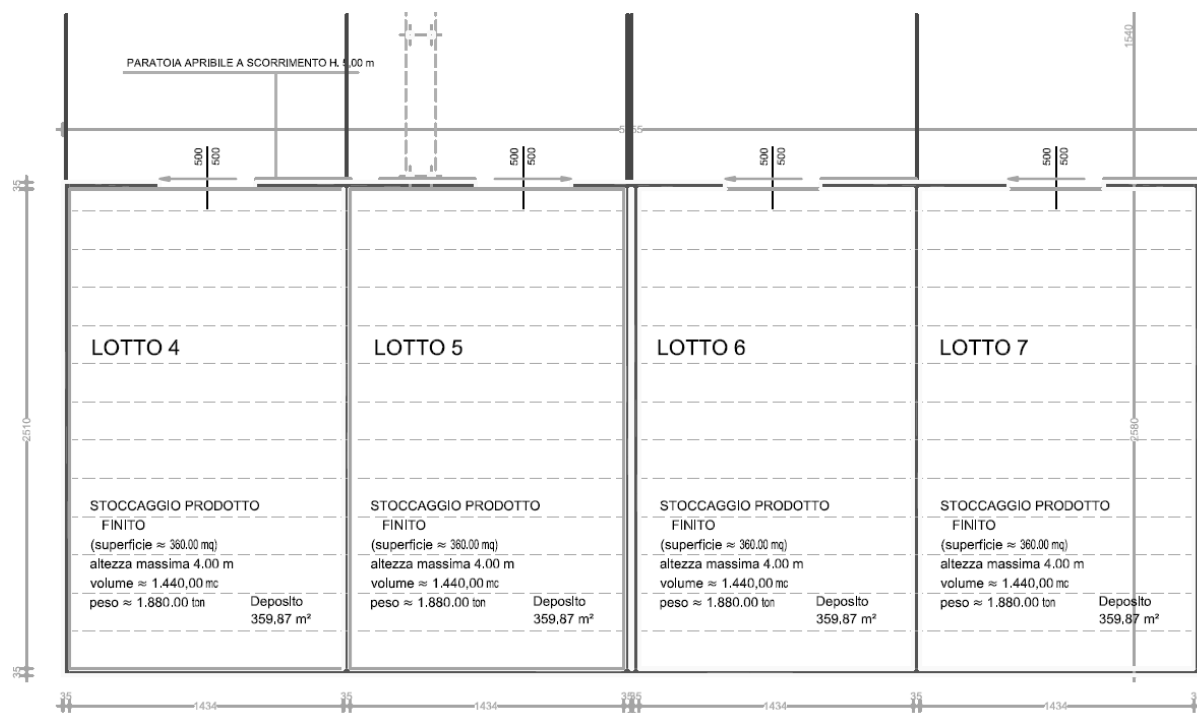 1540
PARATOIA APRIBILE A SCORRIMENTO H. 5,00 m
500 500
500 500
500 500
500 500
35
LOTTO 4
LOTTO 5
LOTTO 6
LOTTO 7
2510
2580
STOCCAGGIO PRODOTTO
FINITO
(superficie ≈ 360.00 mq)
altezza massima 4.00 m
volume ≈ 1.440,00 mc
peso ≈ 1.880.00 ton
Deposito
359,87 m²
STOCCAGGIO PRODOTTO
FINITO
(superficie ≈ 360.00 mq)
altezza massima 4.00 m
volume ≈ 1.440,00 mc
peso ≈ 1.880.00 ton
Deposito
359,87 m²
STOCCAGGIO PRODOTTO
FINITO
(superficie ≈ 360.00 mq)
altezza massima 4.00 m
volume ≈ 1.440,00 mc
peso ≈ 1.880.00 ton
Deposito
359,87 m²
STOCCAGGIO PRODOTTO
FINITO
(superficie ≈ 360.00 mq)
altezza massima 4.00 m
volume ≈ 1.440,00 mc
peso ≈ 1.880.00 ton
Deposito
359,87 m²
35
35
1434
35
1434
35
1434
35
1434